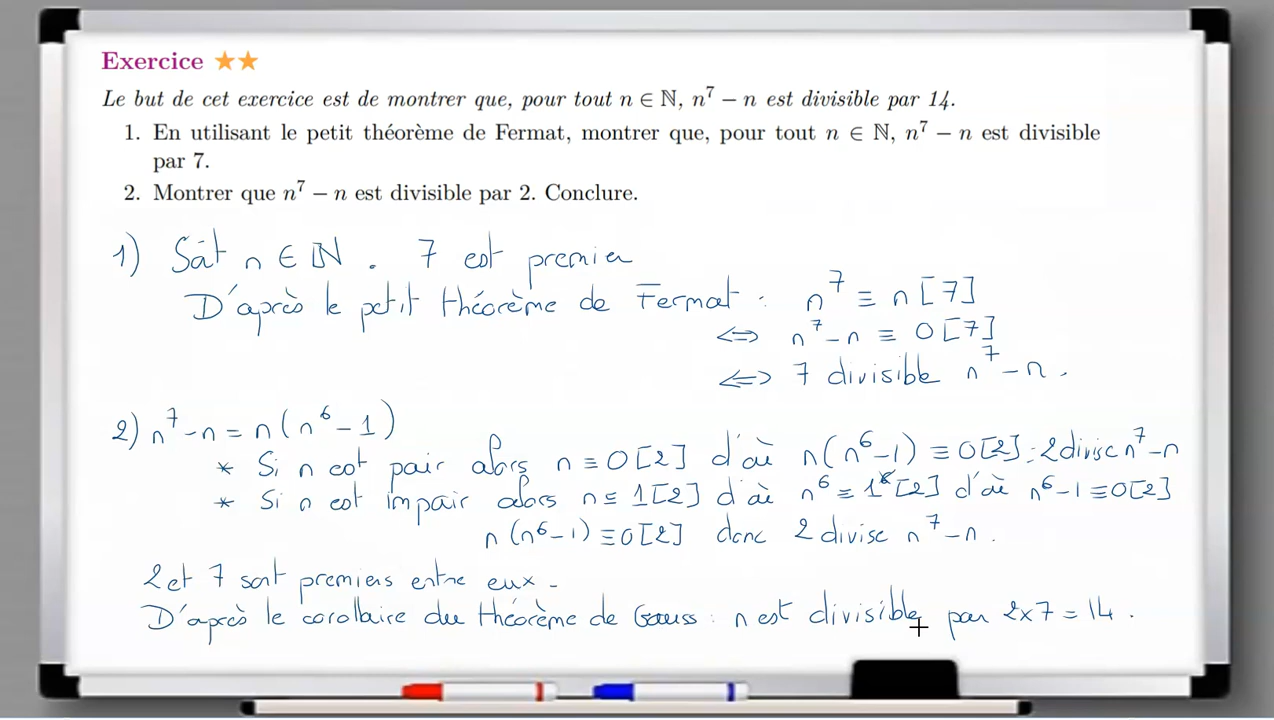 Exercice ★★
Le but de cet exercice est de montrer que, pour tout n ∈ ℕ, n⁷ − n est divisible par 14.
1. En utilisant le petit théorème de Fermat, montrer que, pour tout n ∈ ℕ, n⁷ − n est divisible
par 7.
2. Montrer que n⁷ − n est divisible par 2. Conclure.
1) Soit n ∈ ℕ . 7 est premier
D'après le petit théorème de Fermat : n⁷ ≡ n [7]
⇔ n⁷ − n ≡ 0 [7]
⇔ 7 divisible n⁷ − n .
2) n⁷ − n = n(n⁶ − 1)
* Si n est pair alors n ≡ 0 [2] d'où n(n⁶ − 1) ≡ 0 [2] : 2 divise n⁷ − n
* Si n est impair alors n ≡ 1 [2] d'où n⁶ ≡ 1⁶ [2] d'où n⁶ − 1 ≡ 0 [2]
n(n⁶ − 1) ≡ 0 [2] donc 2 divise n⁷ − n .
2 et 7 sont premiers entre eux .
D'après le corollaire du théorème de Gauss : n est divisible par 2 × 7 = 14 .